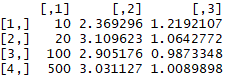 [,1] [,2] [,3]
[1,] 10 2.369296 1.2192107
[2,] 20 3.109623 1.0642772
[3,] 100 2.905176 0.9873348
[4,] 500 3.031127 1.0089898